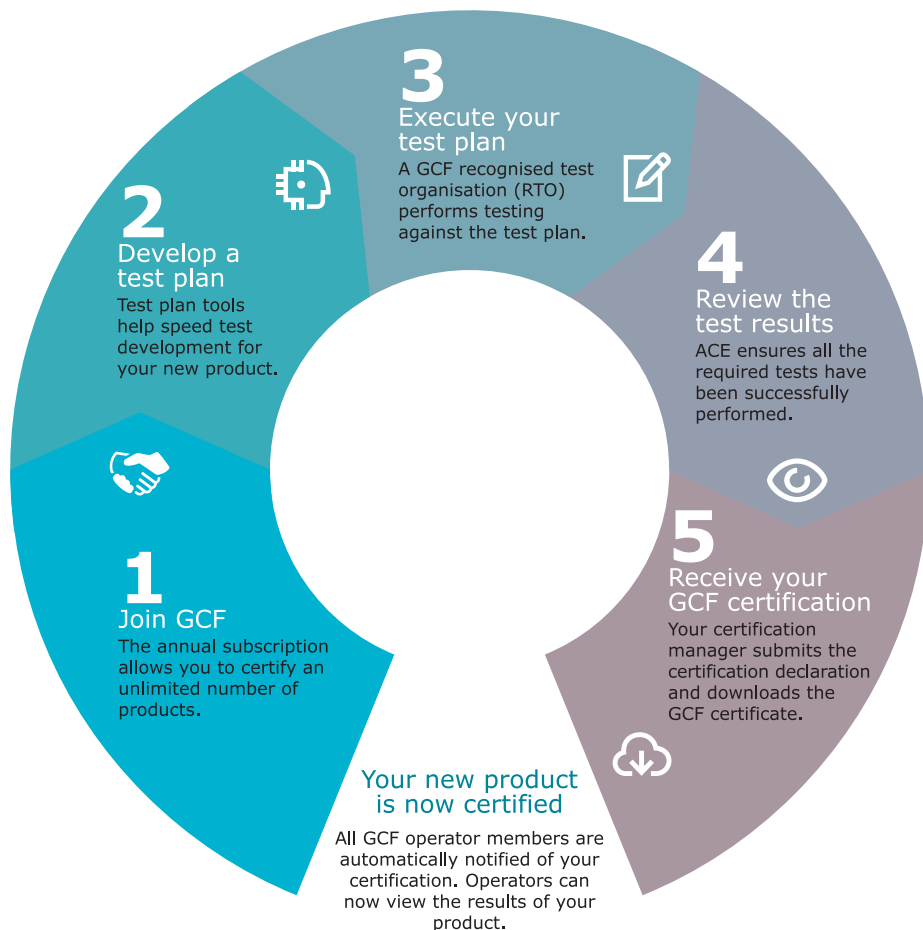 1
Join GCF
The annual subscription
allows you to certify an
unlimited number of
products.
2
Develop a
test plan
Test plan tools
help speed test
development for
your new product.
3
Execute your
test plan
A GCF recognised test
organisation (RTO)
performs testing
against the test plan.
4
Review the
test results
ACE ensures all the
required tests have
been successfully
performed.
5
Receive your
GCF certification
Your certification
manager submits the
certification declaration
and downloads the
GCF certificate.
Your new product
is now certified
All GCF operator members are
automatically notified of your
certification. Operators can
now view the results of your
product.